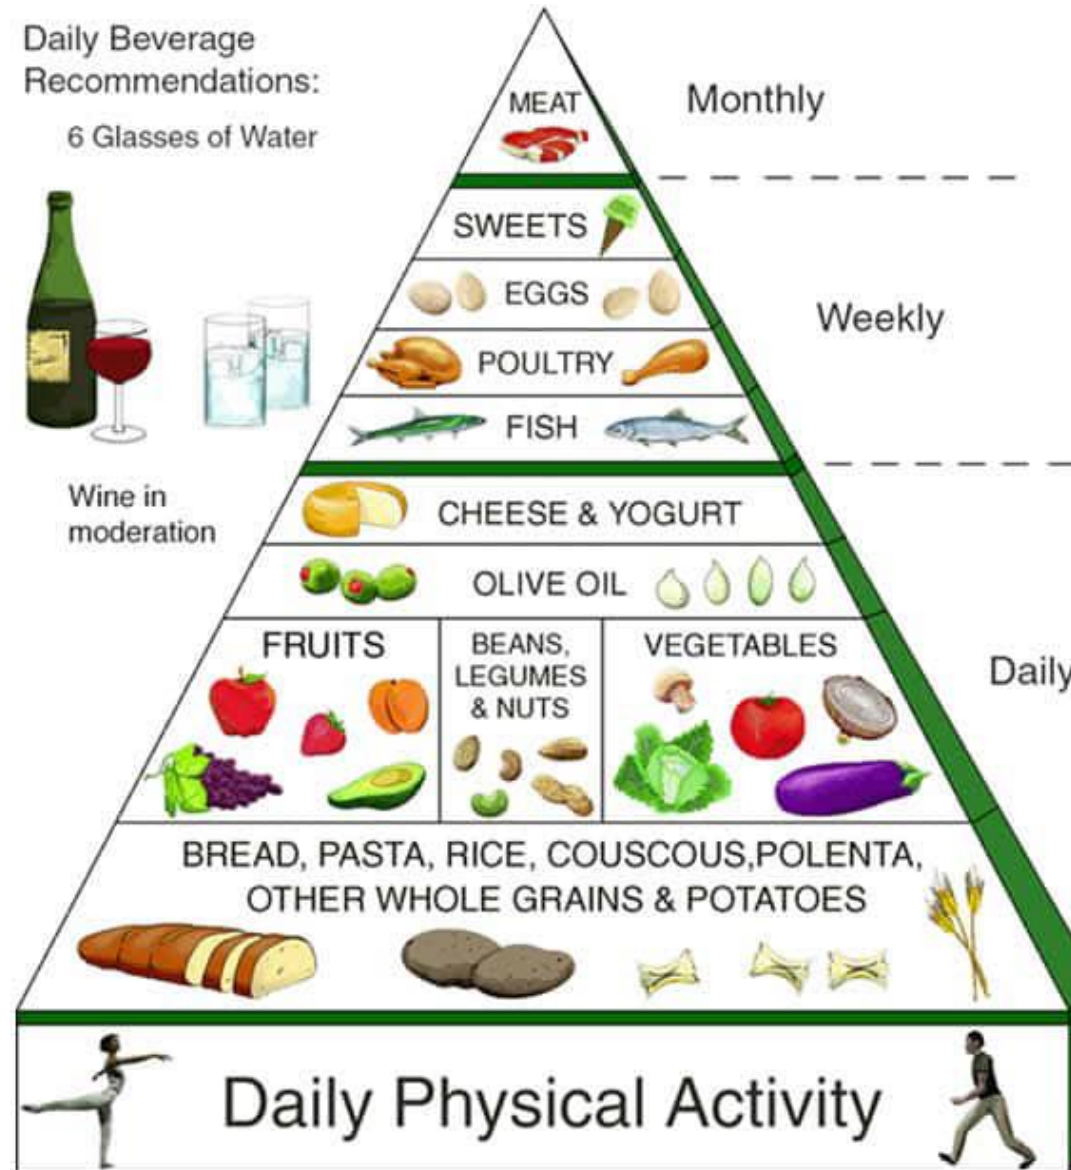 Daily Beverage
Recommendations:
6 Glasses of Water
Wine in
moderation
MEAT
Monthly
SWEETS
EGGS
POULTRY
FISH
Weekly
CHEESE & YOGURT
OLIVE OIL
FRUITS
BEANS,
LEGUMES
& NUTS
VEGETABLES
Daily
BREAD, PASTA, RICE, COUSCOUS,POLENTA,
OTHER WHOLE GRAINS & POTATOES
Daily Physical Activity